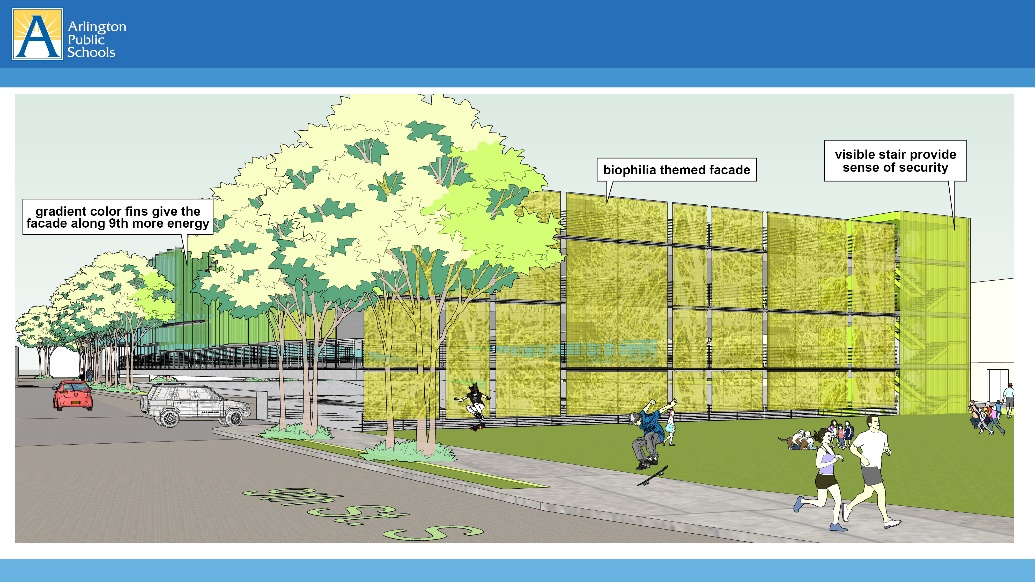 Arlington
Public
Schools
visible stair provide
sense of security
biophilia themed facade
gradient color fins give the
facade along 9th more energy